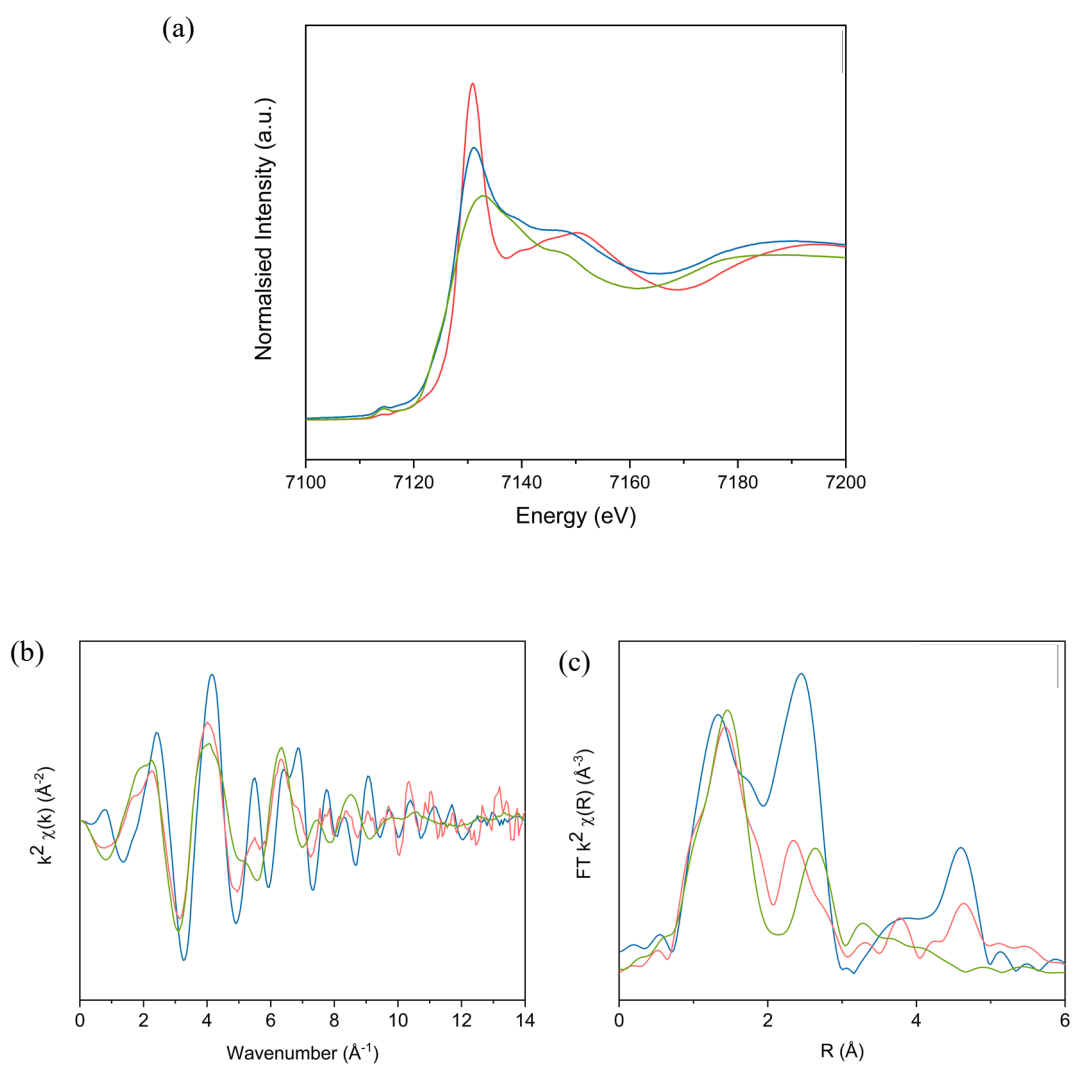 (a)
Normalsied Intensity (a.u.)
7100 7120 7140 7160 7180 7200
Energy (eV)
(b)
k² χ(k) (Å⁻²)
0 2 4 6 8 10 12 14
Wavenumber (Å⁻¹)
(c)
FT k² χ(R) (Å⁻³)
0 2 4 6
R (Å)